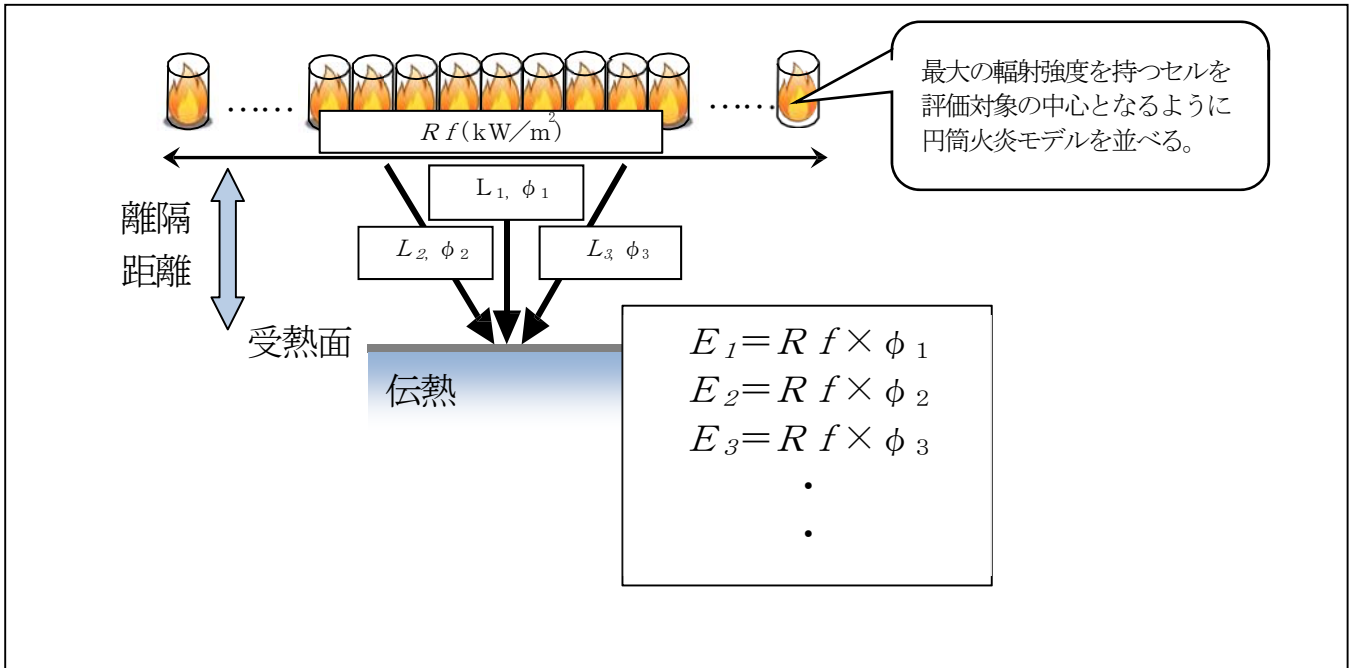 …… ……
Rf(kW／m²)
最大の輻射強度を持つセルを
評価対象の中心となるように
円筒火炎モデルを並べる。
L₁, φ₁
L₂, φ₂
L₃, φ₃
離隔
距離
受熱面
伝熱
E₁＝Rf×φ₁
E₂＝Rf×φ₂
E₃＝Rf×φ₃
・
・